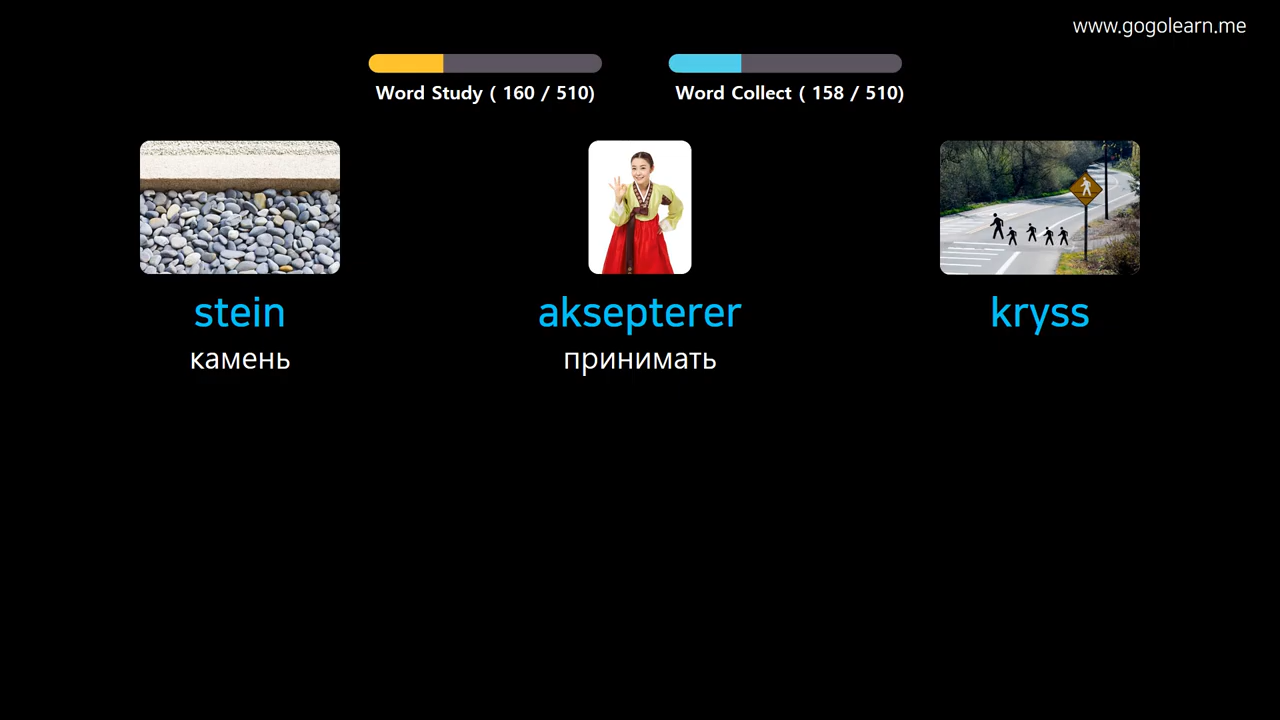 www.gogolearn.me
Word Study ( 160 / 510)
Word Collect ( 158 / 510)
stein
aksepterer
kryss
камень
принимать